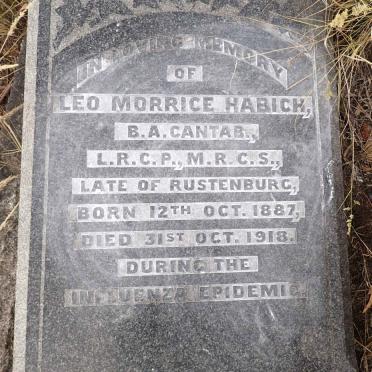 IN LOVING MEMORY
OF
LEO MORRICE HABICH,
B.A. CANTAB.,
L.R.C.P., M.R.C.S.,
LATE OF RUSTENBURG,
BORN 12TH OCT. 1887,
DIED 31ST OCT. 1918.
DURING THE
INFLUENZA EPIDEMIC.